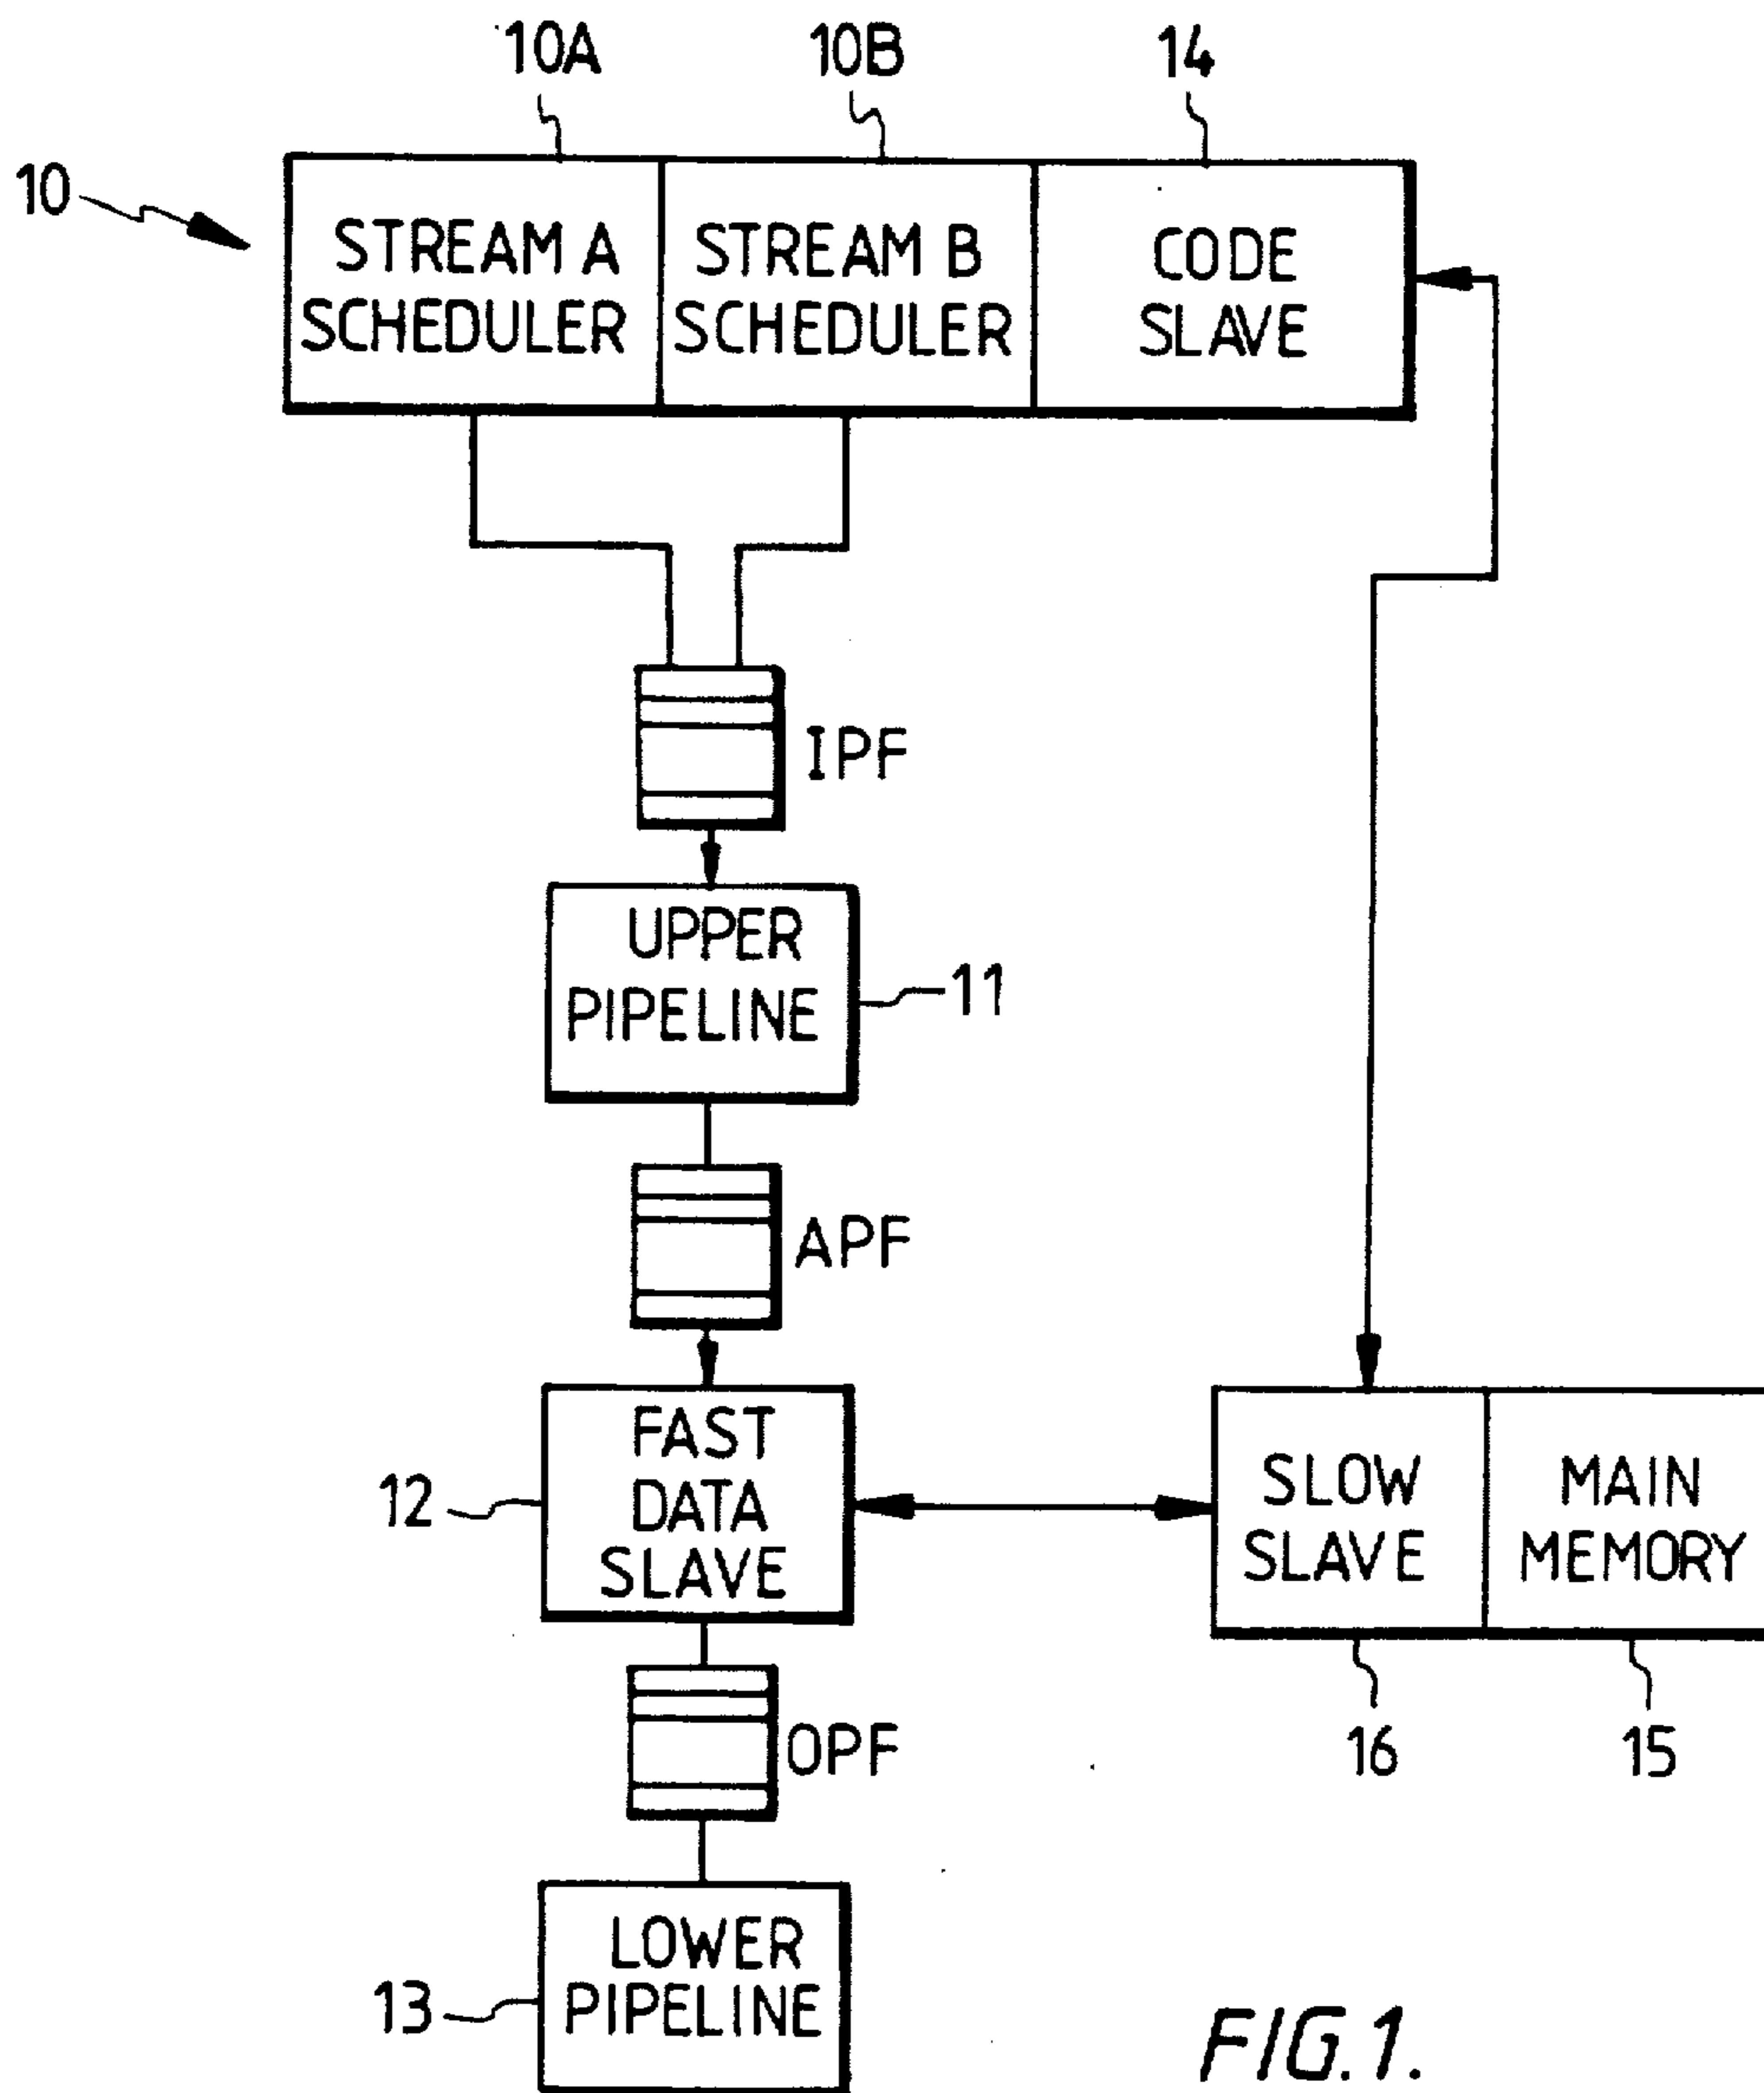 10A 10B 14
10
STREAM A
SCHEDULER
STREAM B
SCHEDULER
CODE
SLAVE
IPF
UPPER
PIPELINE
11
APF
FAST
DATA
SLAVE
12
SLOW
SLAVE
MAIN
MEMORY
16 15
OPF
LOWER
PIPELINE
13
FIG.1.